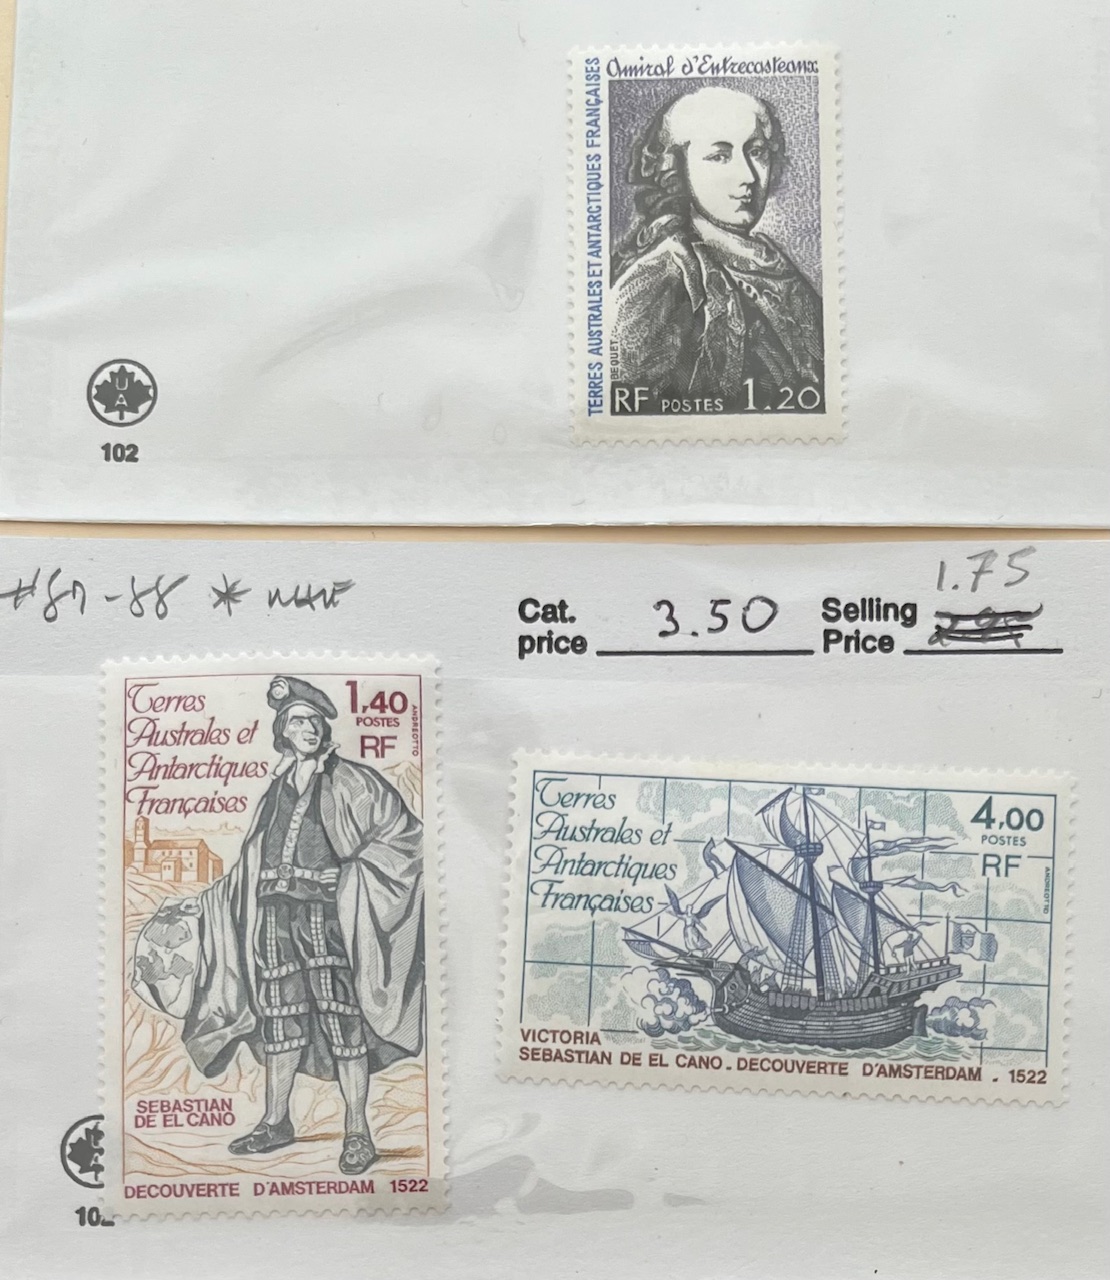 Amiral d'Entrecasteaux
TERRES AUSTRALES ET ANTARCTIQUES FRANÇAISES
BEQUET
RF POSTES 1.20
U
A
102
#87-88 *
Cat.
price 3.50
Selling
Price
1.75
Terres
Australes et
Antarctiques
Françaises
1,40
POSTES
RF
ANDREOTTO
SEBASTIAN
DE EL CANO
DECOUVERTE D'AMSTERDAM 1522
Terres
Australes et
Antarctiques
Françaises
4,00
POSTES
RF
ANDREOTTO
VICTORIA
SEBASTIAN DE EL CANO . DECOUVERTE D'AMSTERDAM . 1522